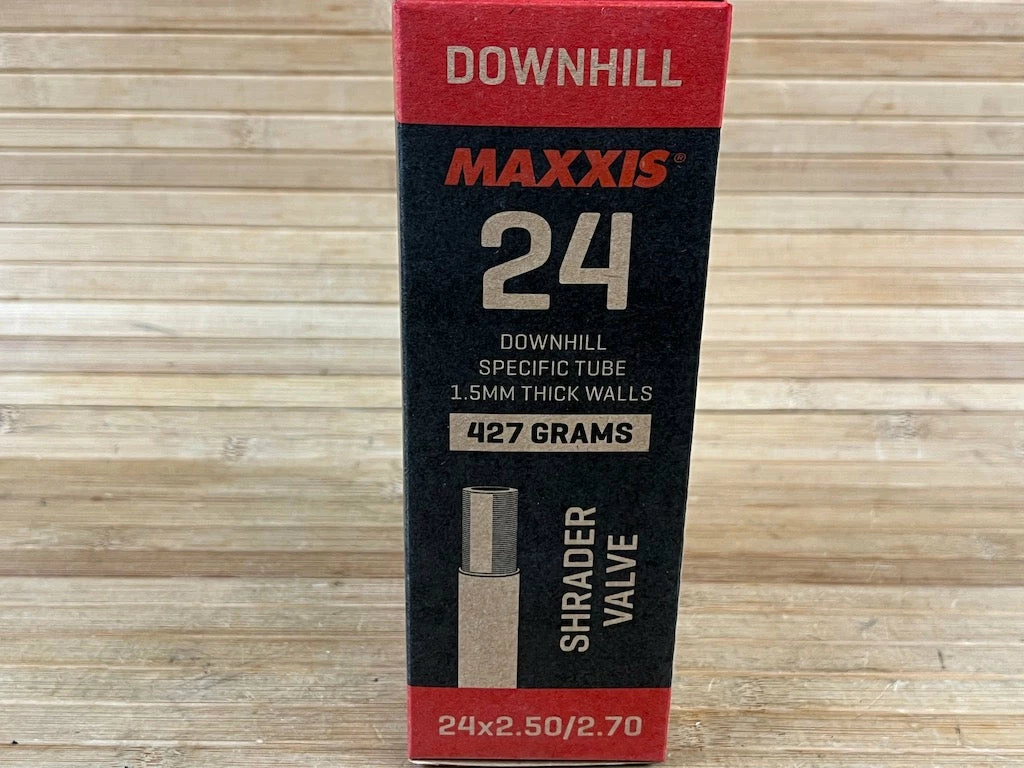 DOWNHILL
MAXXIS®
24
DOWNHILL
SPECIFIC TUBE
1.5MM THICK WALLS
427 GRAMS
SHRADER
VALVE
24x2.50/2.70